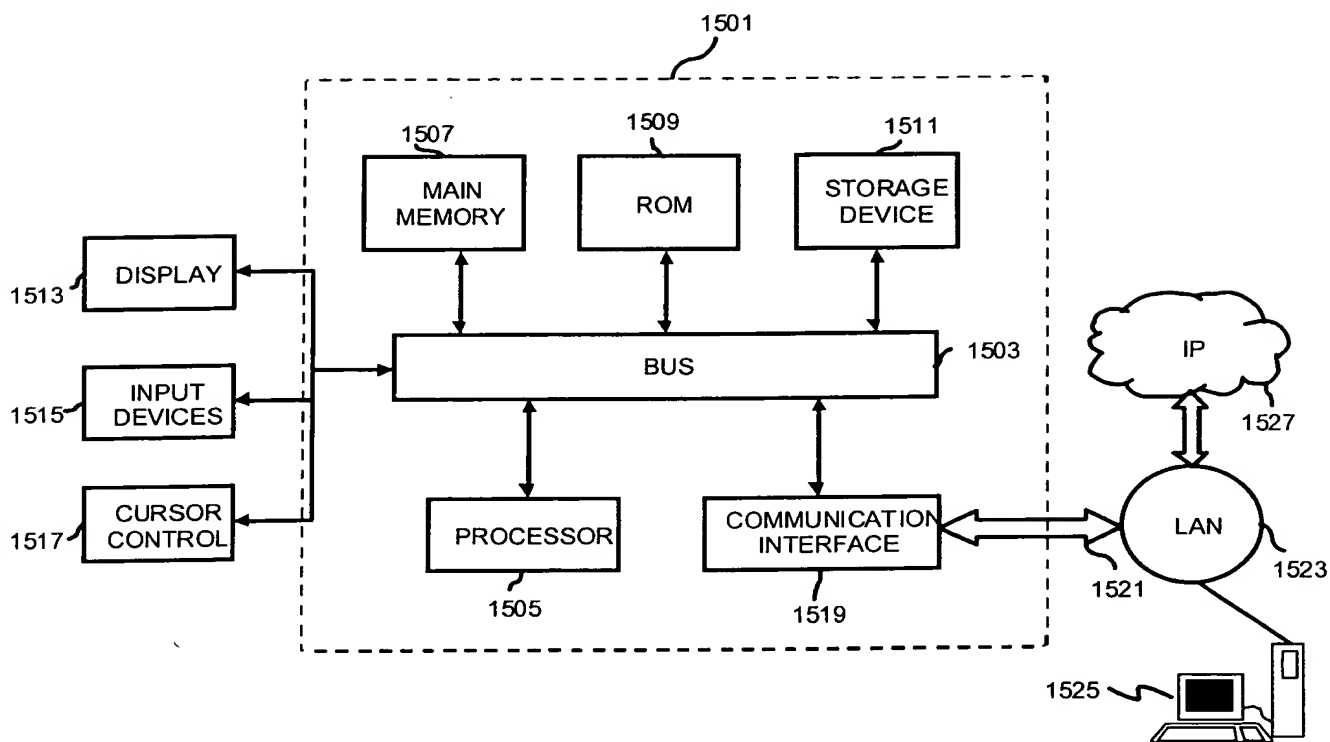 1501
1507
1509
1511
MAIN
MEMORY
ROM
STORAGE
DEVICE
DISPLAY
1513
BUS
1503
IP
INPUT
DEVICES
1515
1527
CURSOR
CONTROL
1517
PROCESSOR
COMMUNICATION
INTERFACE
LAN
1505
1519
1521
1523
1525